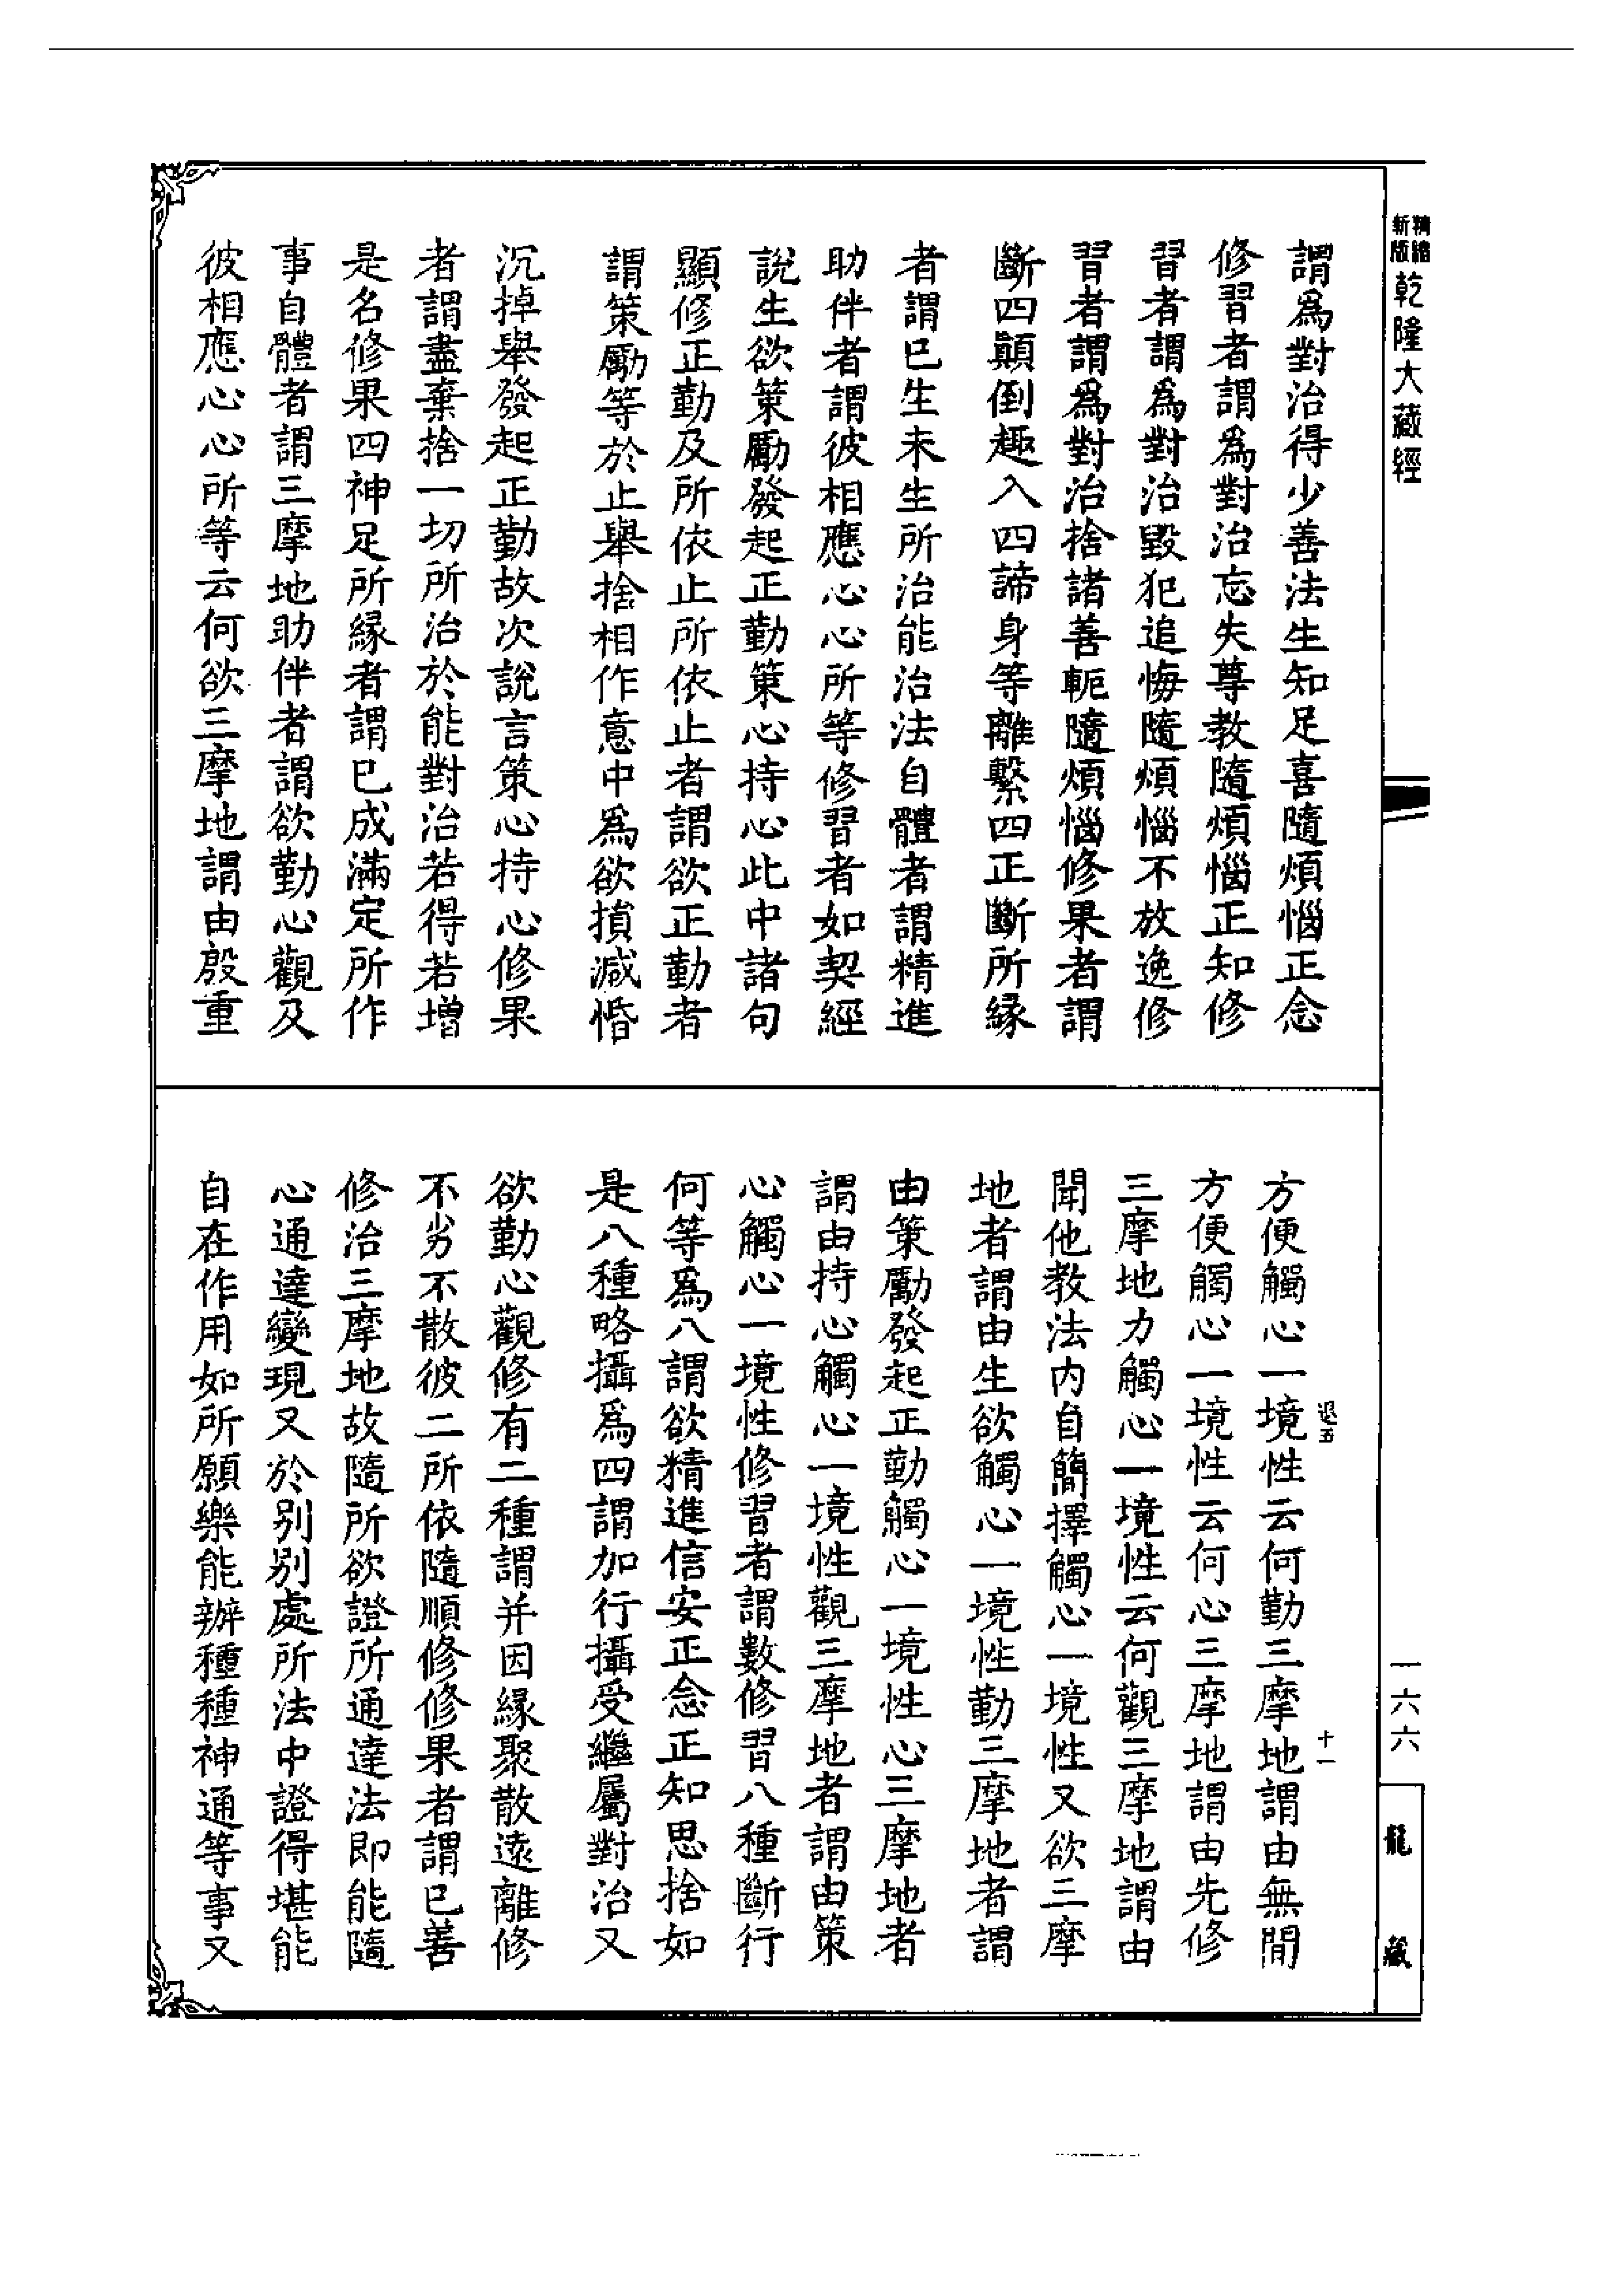 精縮新版乾隆大藏經
謂爲對治得少善法生知足喜隨煩惱正念
修習者謂爲對治忘失尊教隨煩惱正知修
習者謂爲對治毀犯追悔隨煩惱不放逸修
習者謂爲對治捨諸善軛隨煩惱修果者謂
斷四顛倒趣入四諦身等離繫四正斷所緣
者謂已生未生所治能治法自體者謂精進
助伴者謂彼相應心心所等修習者如契經
說生欲策勵發起正勤策心持心此中諸句
顯修正勤及所依止所依止者謂欲正勤者
謂策勵等於止舉捨相作意中爲欲損減惛
沉掉舉發起正勤故次說言策心持心修果
者謂盡棄捨一切所治於能對治若得若增
是名修果四神足所緣者謂已成滿定所作
事自體者謂三摩地助伴者謂欲勤心觀及
彼相應心心所等云何欲三摩地謂由殷重
方便觸心一境性云何勤三摩地謂由無間
方便觸心一境性云何心三摩地謂由先修
三摩地力觸心一境性云何觀三摩地謂由
聞他教法内自簡擇觸心一境性又欲三摩
地者謂由生欲觸心一境性勤三摩地者謂
由策勵發起正勤觸心一境性心三摩地者
謂由持心觸心一境性觀三摩地者謂由策
心觸心一境性修習者謂數修習八種斷行
何等爲八謂欲精進信安正念正知思捨如
是八種略攝爲四謂加行攝受繼屬對治又
欲勤心觀修有二種謂并因緣聚散遠離修
不劣不散彼二所依隨順修修果者謂已善
修治三摩地故隨所欲證所通達法即能隨
心通達變現又於别别處所法中證得堪能
自在作用如所願樂能辦種種神通等事又
退五
十一
一六六
龍藏